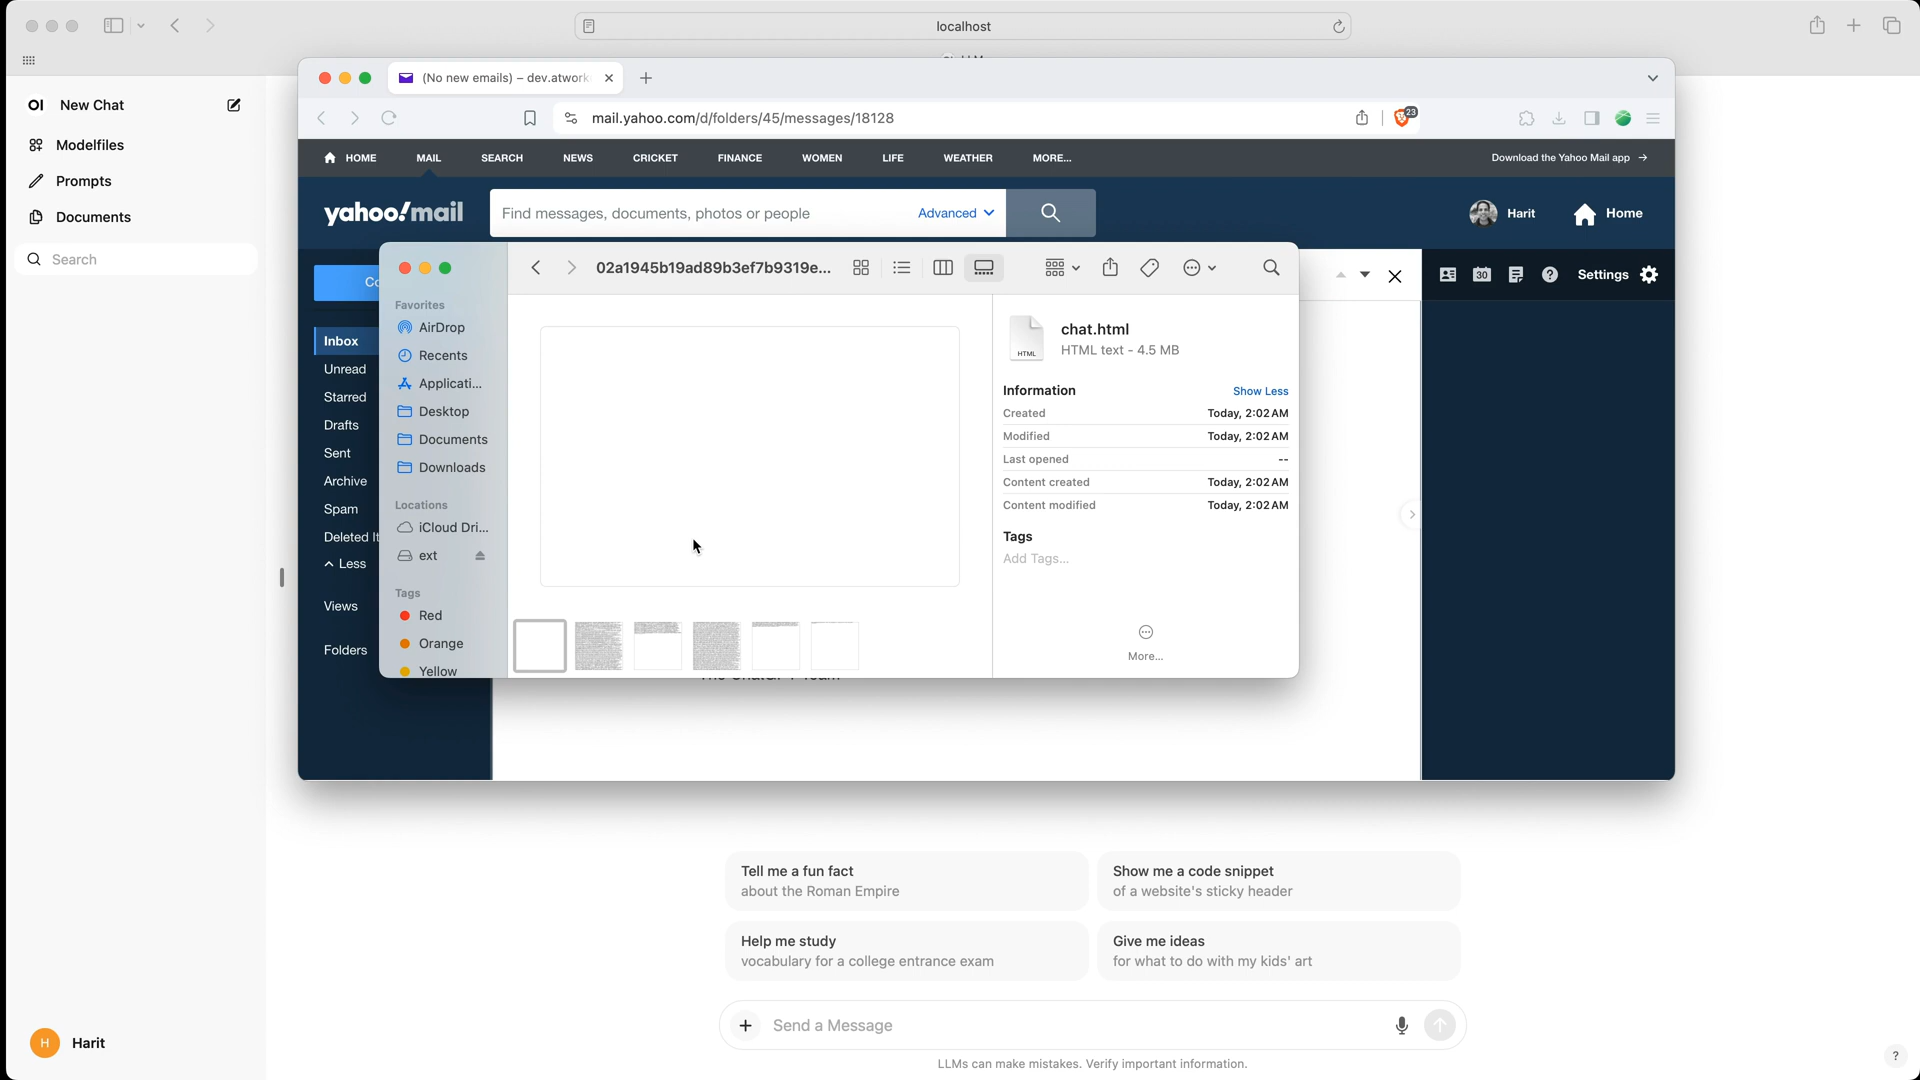 localhost
(No new emails) – dev.atwork
mail.yahoo.com/d/folders/45/messages/18128
23
HOME MAIL SEARCH NEWS CRICKET FINANCE WOMEN LIFE WEATHER MORE...
Download the Yahoo Mail app →
yahoo!mail
Find messages, documents, photos or people
Advanced
Harit
Home
30
Settings
Co
Inbox
Unread
Starred
Drafts
Sent
Archive
Spam
Deleted It
Less
Views
Folders
02a1945b19ad89b3ef7b9319e...
Favorites
AirDrop
Recents
Applicati...
Desktop
Documents
Downloads
Locations
iCloud Dri...
ext
Tags
Red
Orange
Yellow
HTML
chat.html
HTML text - 4.5 MB
Information Show Less
Created Today, 2:02 AM
Modified Today, 2:02 AM
Last opened --
Content created Today, 2:02 AM
Content modified Today, 2:02 AM
Tags
Add Tags...
More...
OI New Chat
Modelfiles
Prompts
Documents
Search
H Harit
Tell me a fun fact
about the Roman Empire
Show me a code snippet
of a website's sticky header
Help me study
vocabulary for a college entrance exam
Give me ideas
for what to do with my kids' art
Send a Message
LLMs can make mistakes. Verify important information.
?